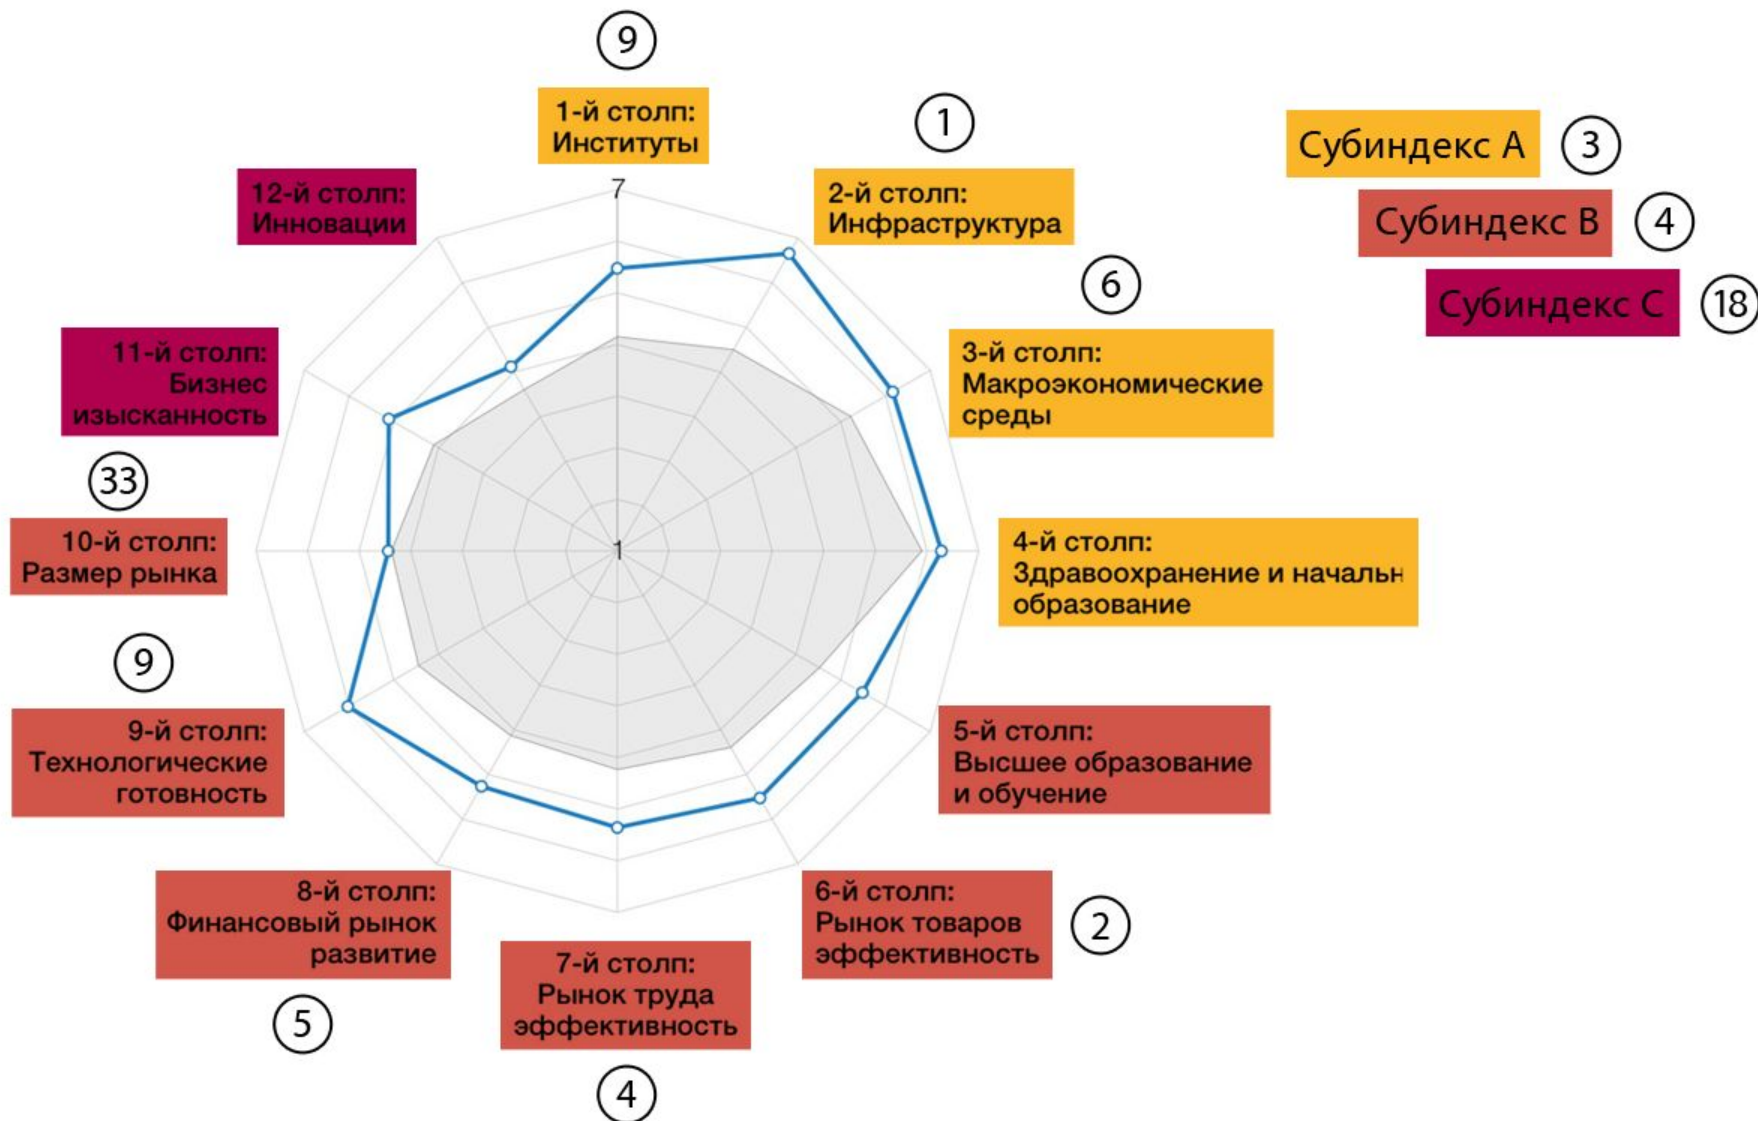 9
1-й столп:
Институты
1
2-й столп:
Инфраструктура
6
3-й столп:
Макроэкономические
среды
4-й столп:
Здравоохранение и начальн
образование
5-й столп:
Высшее образование
и обучение
6-й столп:
Рынок товаров
эффективность
2
7-й столп:
Рынок труда
эффективность
4
8-й столп:
Финансовый рынок
развитие
5
9
9-й столп:
Технологические
готовность
33
10-й столп:
Размер рынка
11-й столп:
Бизнес
изысканность
12-й столп:
Инновации
7
1
Субиндекс А
3
Субиндекс В
4
Субиндекс С
18